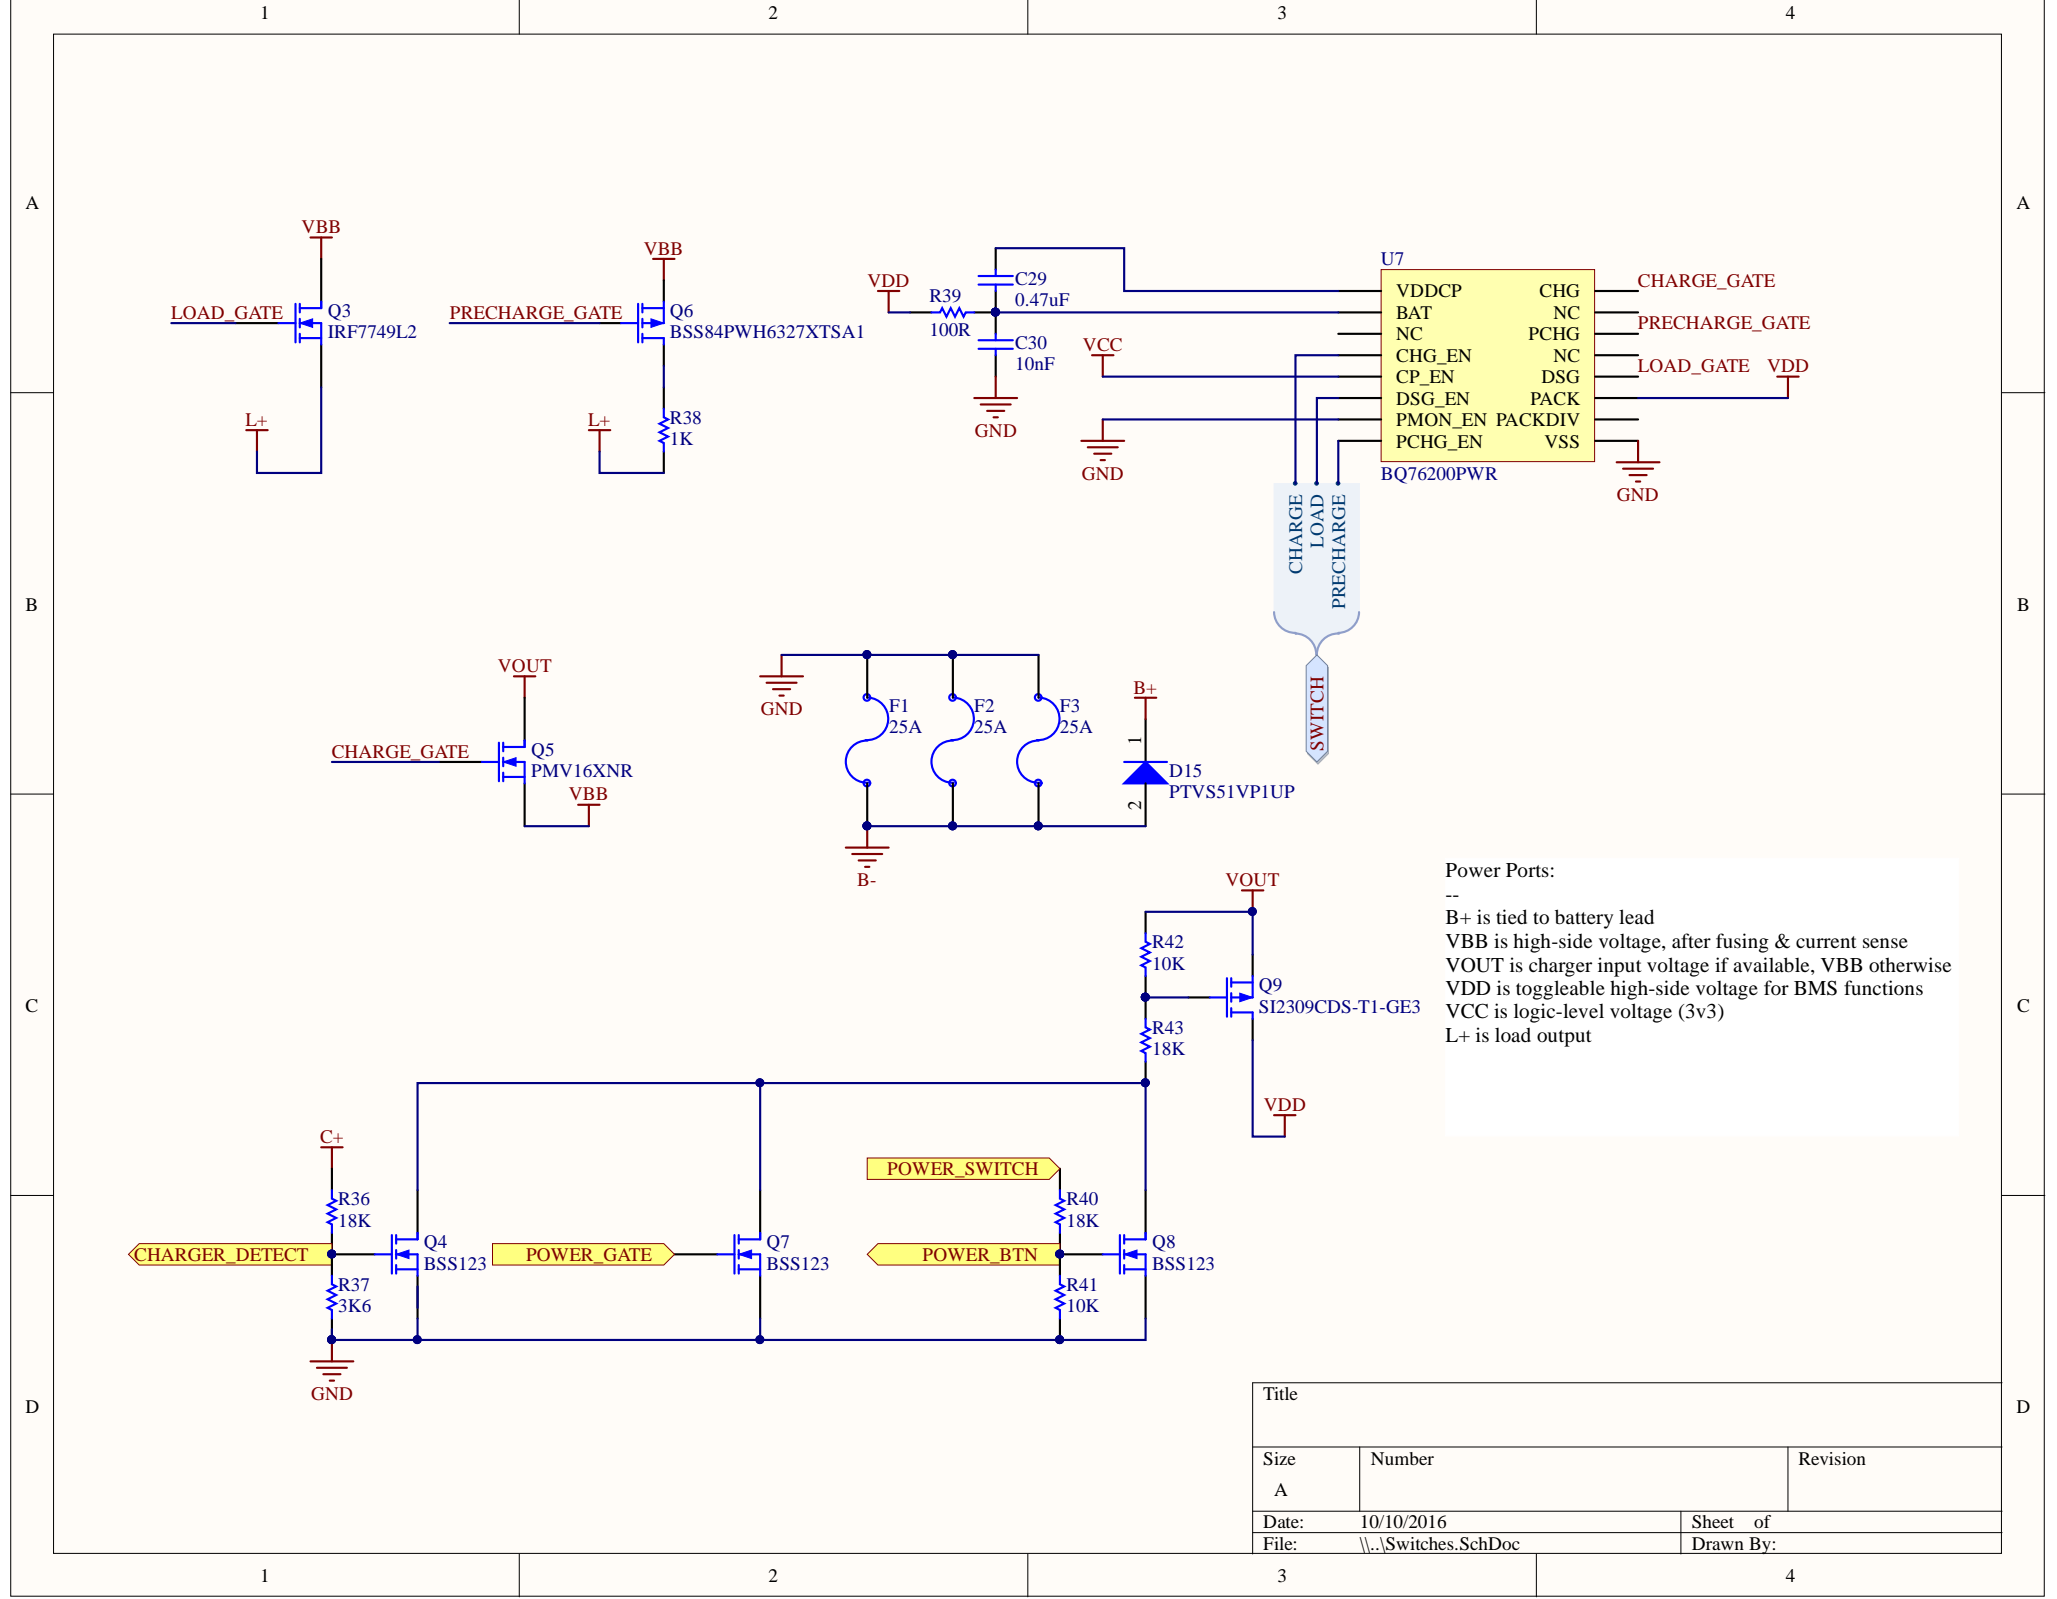 1
2
3
4
A
A
B
B
C
C
D
D
VBB
LOAD_GATE
Q3
IRF7749L2
L+
VBB
PRECHARGE_GATE
Q6
BSS84PWH6327XTSA1
L+
R38
1K
VDD
R39
100R
C29
0.47uF
C30
10nF
GND
VCC
GND
U7
VDDCP
BAT
NC
CHG_EN
CP_EN
DSG_EN
PMON_EN
PCHG_EN
CHG
NC
PCHG
NC
DSG
PACK
PACKDIV
VSS
BQ76200PWR
CHARGE_GATE
PRECHARGE_GATE
LOAD_GATE
VDD
GND
CHARGE
LOAD
PRECHARGE
SWITCH
VOUT
CHARGE_GATE
Q5
PMV16XNR
VBB
GND
F1
25A
F2
25A
F3
25A
B+
1
D15
PTVS51VP1UP
2
B-
Power Ports:
--
B+ is tied to battery lead
VBB is high-side voltage, after fusing & current sense
VOUT is charger input voltage if available, VBB otherwise
VDD is toggleable high-side voltage for BMS functions
VCC is logic-level voltage (3v3)
L+ is load output
VOUT
R42
10K
Q9
SI2309CDS-T1-GE3
R43
18K
VDD
C+
R36
18K
CHARGER_DETECT
Q4
BSS123
R37
3K6
GND
POWER_GATE
Q7
BSS123
POWER_SWITCH
R40
18K
POWER_BTN
Q8
BSS123
R41
10K
Title
Size
A
Number
Revision
Date:
10/10/2016
Sheet of
File:
\\..\Switches.SchDoc
Drawn By:
1
2
3
4